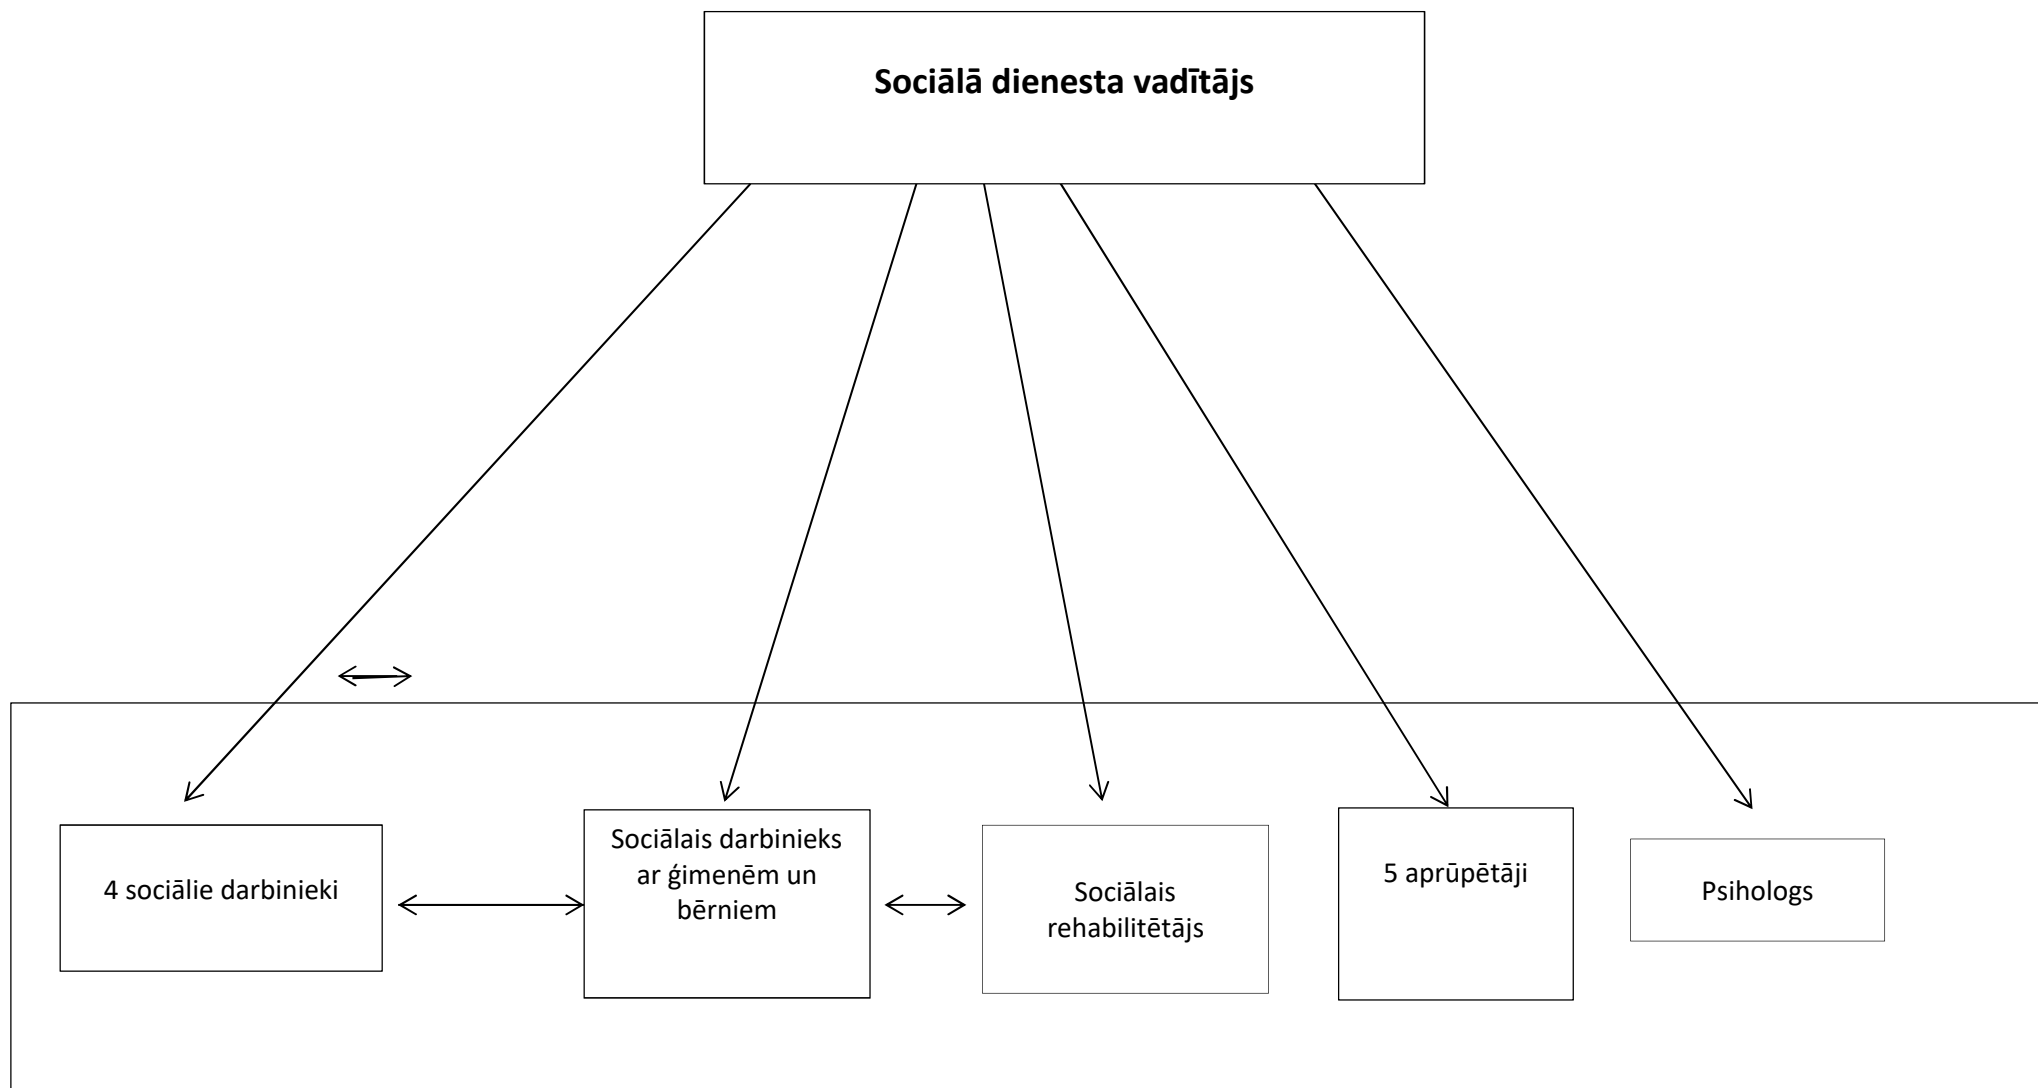 Sociālā dienesta vadītājs
4 sociālie darbinieki
Sociālais darbinieks
ar ģimenēm un
bērniem
Sociālais
rehabilitētājs
5 aprūpētāji
Psihologs